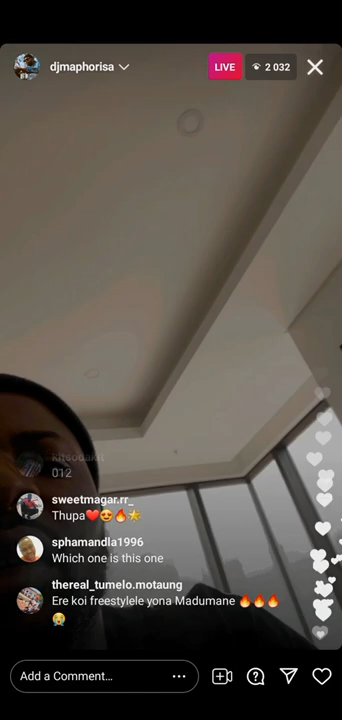 djmaphorisa
LIVE
2 032
kitsodakit
012
sweetmagar.rr_
Thupa❤️😍🔥🌟
sphamandla1996
Which one is this one
thereal_tumelo.motaung
Ere koi freestylele yona Madumane 🔥🔥🔥
😭
Add a Comment...